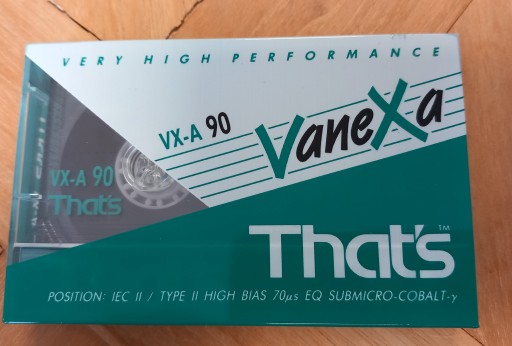 VERY HIGH PERFORMANCE
VX-A 90
VaneXa
VX-A 90
That's
That's™
POSITION: IEC II / TYPE II HIGH BIAS 70µs EQ SUBMICRO-COBALT-γ